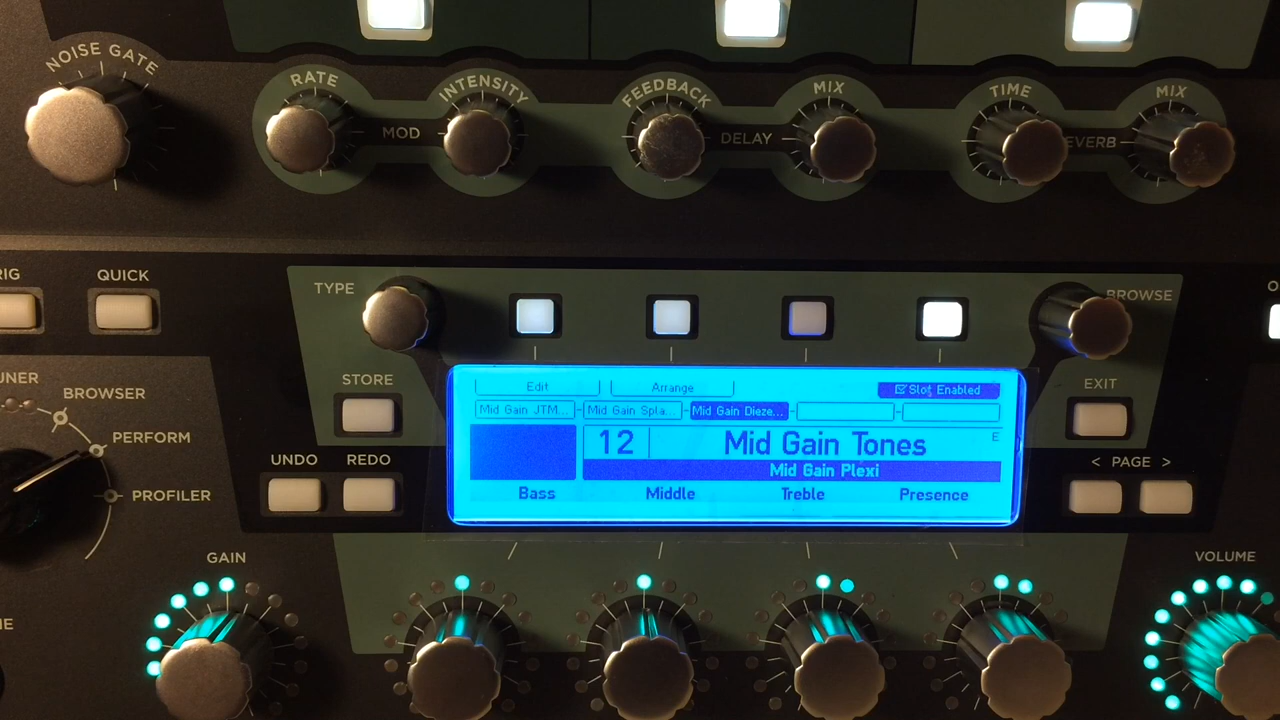 NOISE GATE
RATE
INTENSITY
FEEDBACK
MIX
TIME
MIX
MOD
DELAY
EVERB
RIG
QUICK
TYPE
BROWSE
UNER
BROWSER
STORE
EXIT
PERFORM
UNDO
REDO
< PAGE >
PROFILER
Edit
Arrange
Slot Enabled
Mid Gain JTM...
Mid Gain Spla...
Mid Gain Dieze...
12
Mid Gain Tones
E
Mid Gain Plexi
Bass
Middle
Treble
Presence
GAIN
VOLUME